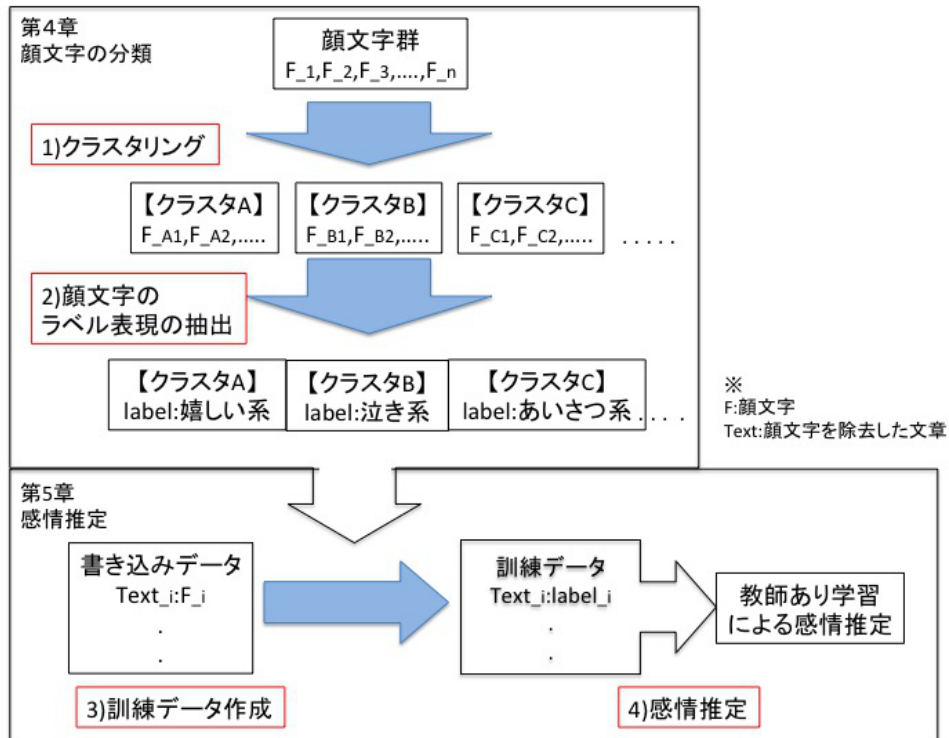 第4章
顔文字の分類
顔文字群
F_1,F_2,F_3,....,F_n
1)クラスタリング
【クラスタA】
F_A1,F_A2,.....
【クラスタB】
F_B1,F_B2,.....
【クラスタC】
F_C1,F_C2,.....
. . . . .
2)顔文字の
ラベル表現の抽出
【クラスタA】
label:嬉しい系
【クラスタB】
label:泣き系
【クラスタC】
label:あいさつ系
. . . .
※
F:顔文字
Text:顔文字を除去した文章
第5章
感情推定
書き込みデータ
Text_i:F_i
.
.
訓練データ
Text_i:label_i
.
.
教師あり学習
による感情推定
3)訓練データ作成
4)感情推定